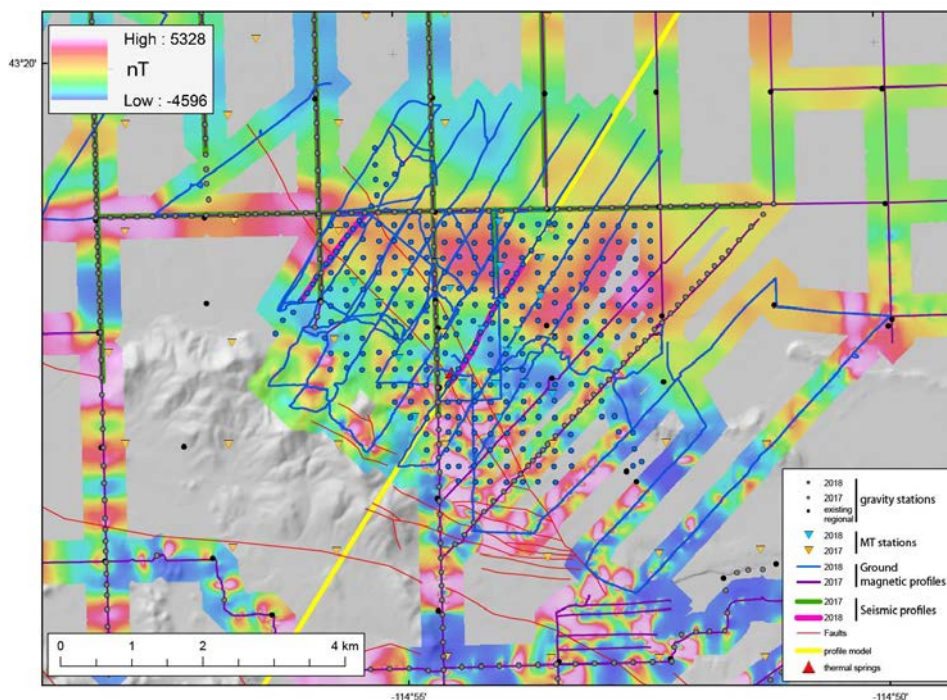 High : 5328
nT
Low : -4596
43°20'
2018
2017
existing
regional
gravity stations
2018
2017
MT stations
2018
2017
Ground
magnetic profiles
2017
2018
Seismic profiles
Faults
profile model
thermal springs
0 1 2 4 km
-114°55'
-114°50'